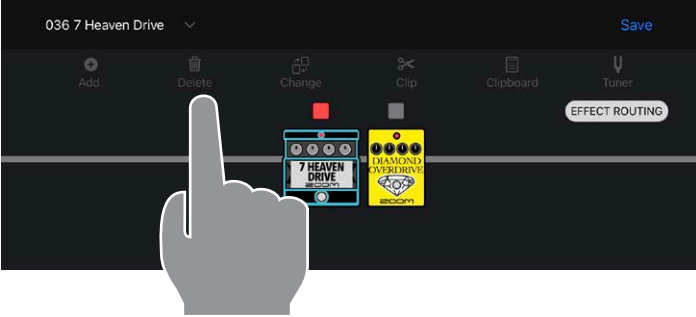 036 7 Heaven Drive
Save
Add
Delete
Change
Clip
Clipboard
Tuner
EFFECT ROUTING
7 HEAVEN
DRIVE
ZOOM
DIAMOND
OVERDRIVE
ZOOM